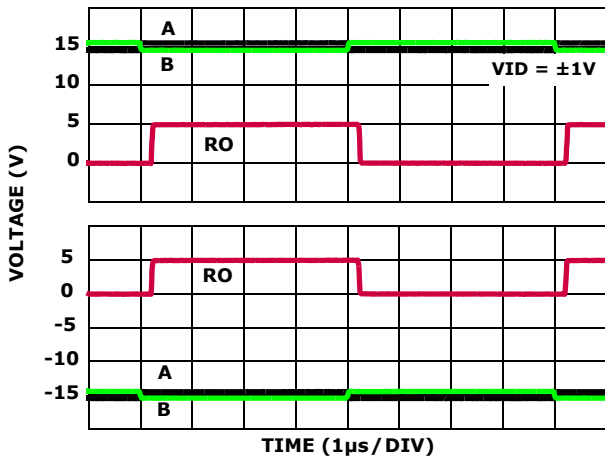 A
15
B
VID = ±1V
10
5
RO
0
VOLTAGE (V)
5
RO
0
-5
-10
A
-15
B
TIME (1µs/DIV)